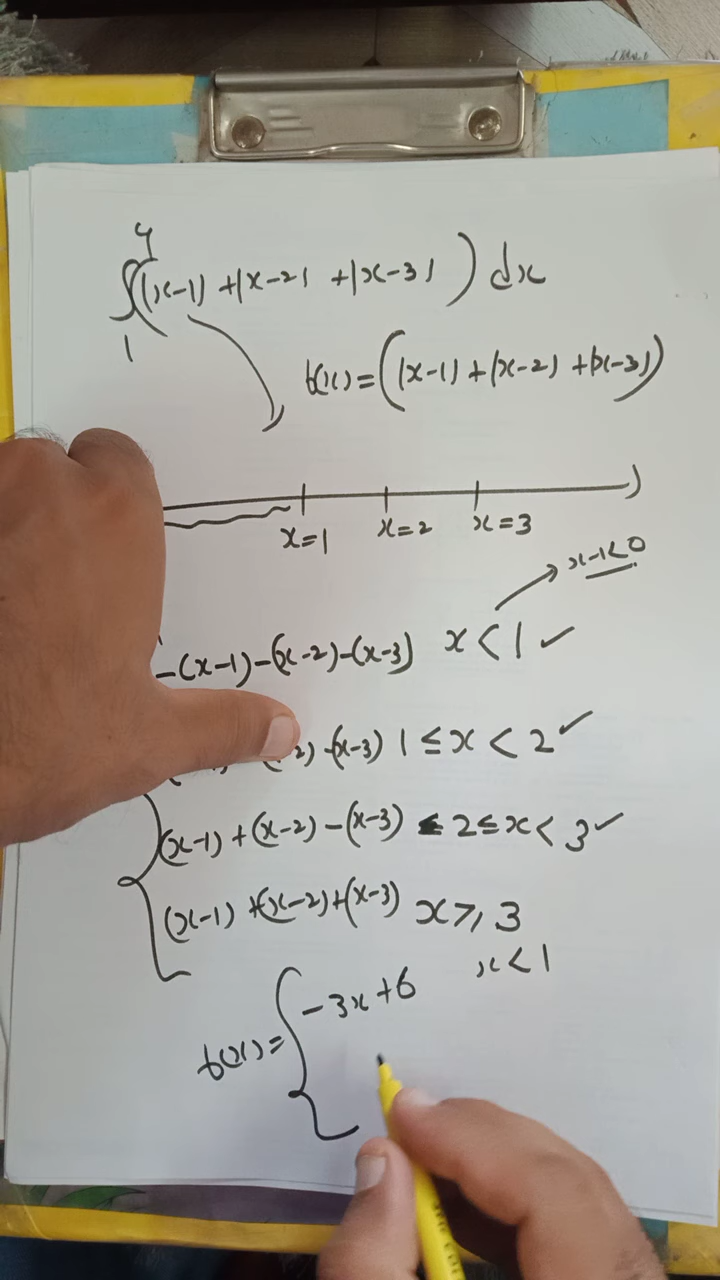 4
∫(|x-1| + |x-2| + |x-3|) dx
1
f(x) = (|x-1| + |x-2| + |x-3|)
x=1 x=2 x=3
x-1<0
-(x-1)-(x-2)-(x-3) x < 1 ✓
2) -(x-3) 1 ≤ x < 2 ✓
(x-1) + (x-2) - (x-3) 2 ≤ x < 3 ✓
(x-1) + (x-2) + (x-3) x ≥ 3
-3x+6 x < 1
f(x) = {